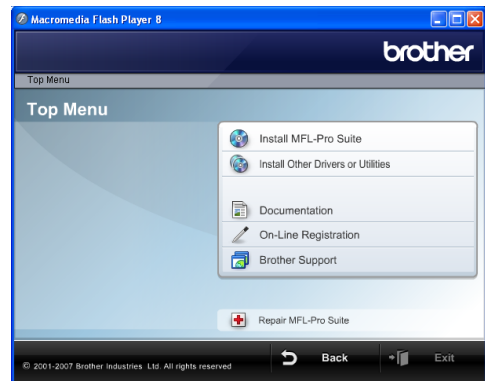 Macromedia Flash Player 8
brother
Top Menu
Top Menu
Install MFL-Pro Suite
Install Other Drivers or Utilities
Documentation
On-Line Registration
Brother Support
Repair MFL-Pro Suite
© 2001-2007 Brother Industries Ltd. All rights reserved
Back
Exit